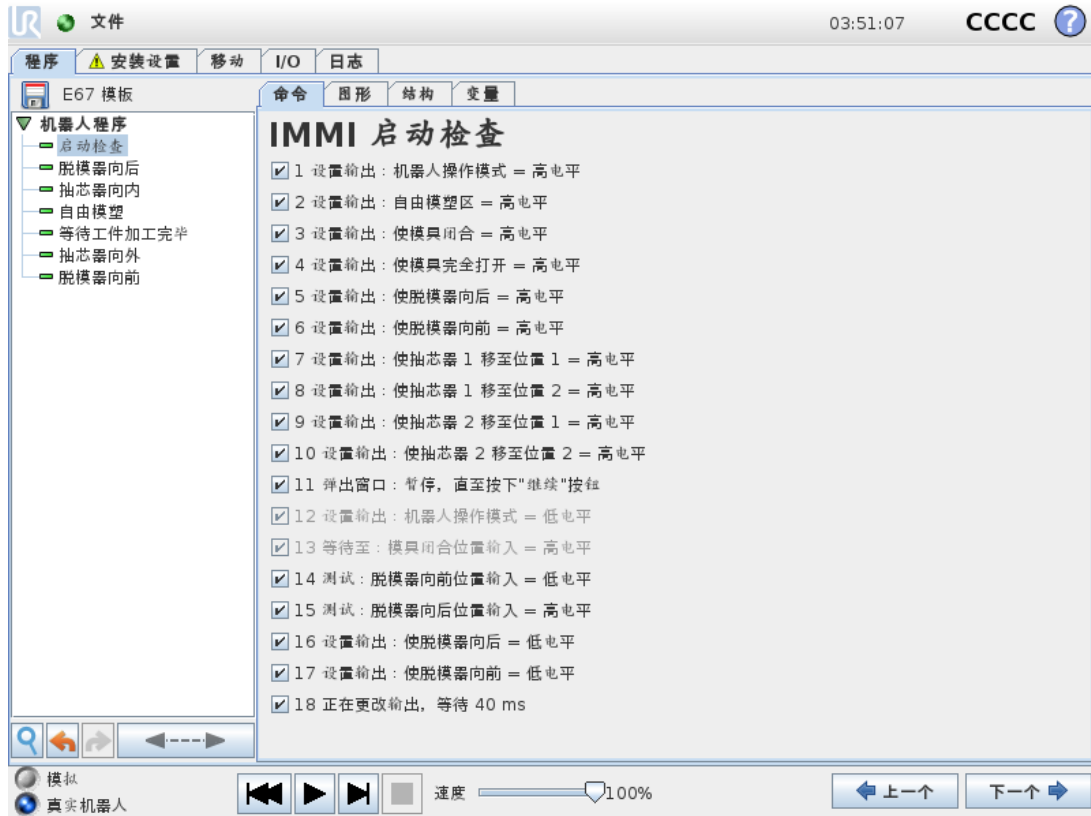 UR 文件 03:51:07 CCCC ?
程序 安装设置 移动 I/O 日志
E67 模板
命令 图形 结构 变量
机器人程序
启动检查
脱模器向后
抽芯器向内
自由模塑
等待工件加工完毕
抽芯器向外
脱模器向前
IMMI 启动检查
1 设置输出：机器人操作模式 = 高电平
2 设置输出：自由模塑区 = 高电平
3 设置输出：使模具闭合 = 高电平
4 设置输出：使模具完全打开 = 高电平
5 设置输出：使脱模器向后 = 高电平
6 设置输出：使脱模器向前 = 高电平
7 设置输出：使抽芯器 1 移至位置 1 = 高电平
8 设置输出：使抽芯器 1 移至位置 2 = 高电平
9 设置输出：使抽芯器 2 移至位置 1 = 高电平
10 设置输出：使抽芯器 2 移至位置 2 = 高电平
11 弹出窗口：暂停，直至按下"继续"按钮
12 设置输出：机器人操作模式 = 低电平
13 等待至：模具闭合位置输入 = 高电平
14 测试：脱模器向前位置输入 = 低电平
15 测试：脱模器向后位置输入 = 高电平
16 设置输出：使脱模器向后 = 低电平
17 设置输出：使脱模器向前 = 低电平
18 正在更改输出，等待 40 ms
模拟
真实机器人
速度 100%
上一个 下一个